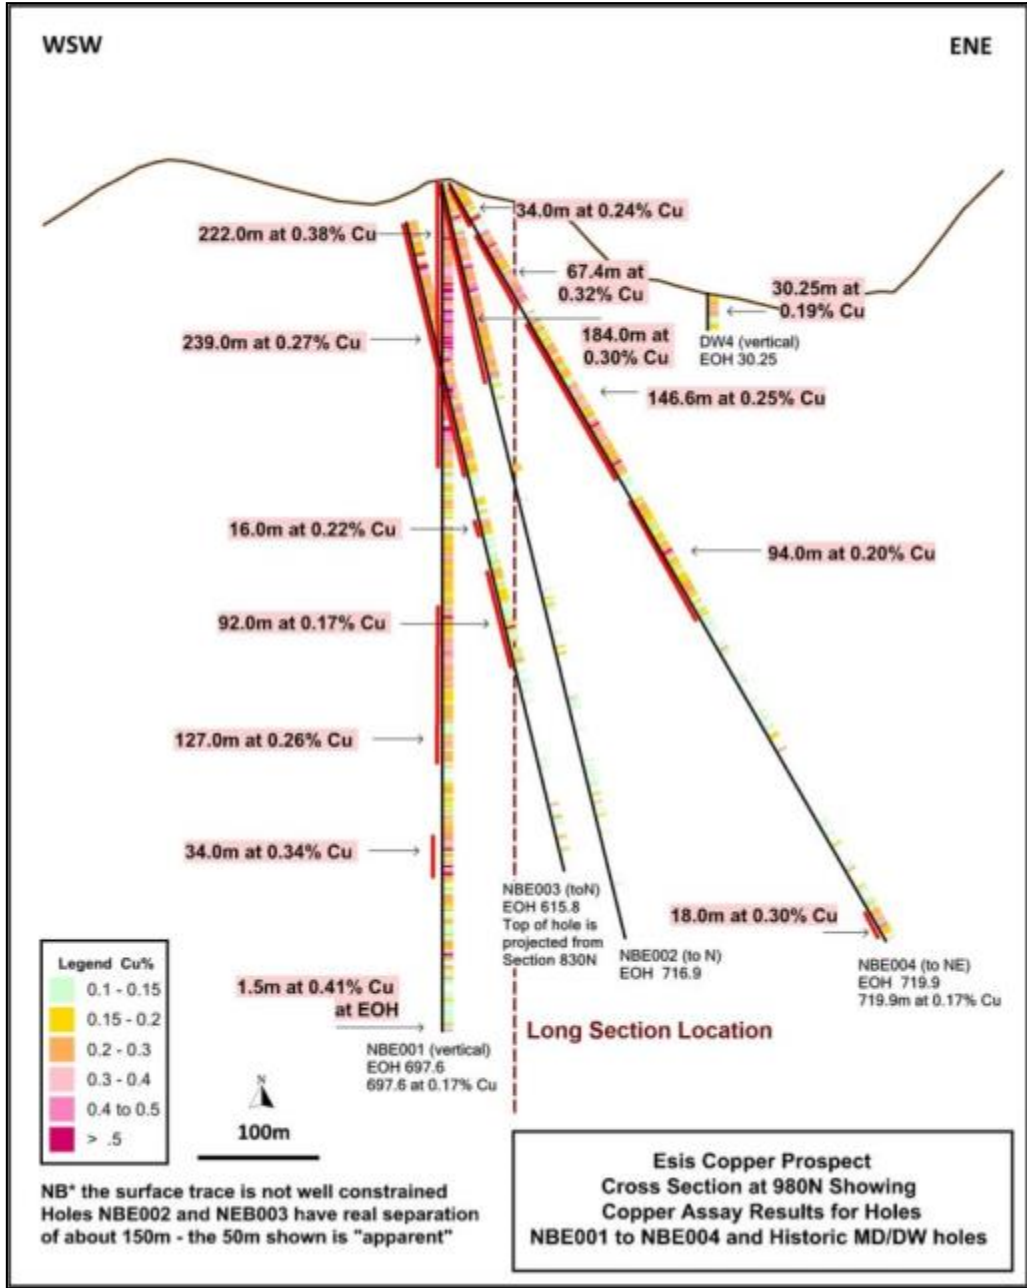 WSW
ENE
34.0m at 0.24% Cu
222.0m at 0.38% Cu
67.4m at
0.32% Cu
30.25m at
0.19% Cu
239.0m at 0.27% Cu
184.0m at
0.30% Cu
DW4 (vertical)
EOH 30.25
146.6m at 0.25% Cu
16.0m at 0.22% Cu
94.0m at 0.20% Cu
92.0m at 0.17% Cu
127.0m at 0.26% Cu
34.0m at 0.34% Cu
NBE003 (toN)
EOH 615.8
Top of hole is
projected from
Section 830N
18.0m at 0.30% Cu
NBE002 (to N)
EOH 716.9
NBE004 (to NE)
EOH 719.9
719.9m at 0.17% Cu
1.5m at 0.41% Cu
at EOH
Long Section Location
NBE001 (vertical)
EOH 697.6
697.6 at 0.17% Cu
Legend Cu%
0.1 - 0.15
0.15 - 0.2
0.2 - 0.3
0.3 - 0.4
0.4 to 0.5
> .5
N
100m
NB* the surface trace is not well constrained
Holes NBE002 and NEB003 have real separation
of about 150m - the 50m shown is "apparent"
Esis Copper Prospect
Cross Section at 980N Showing
Copper Assay Results for Holes
NBE001 to NBE004 and Historic MD/DW holes